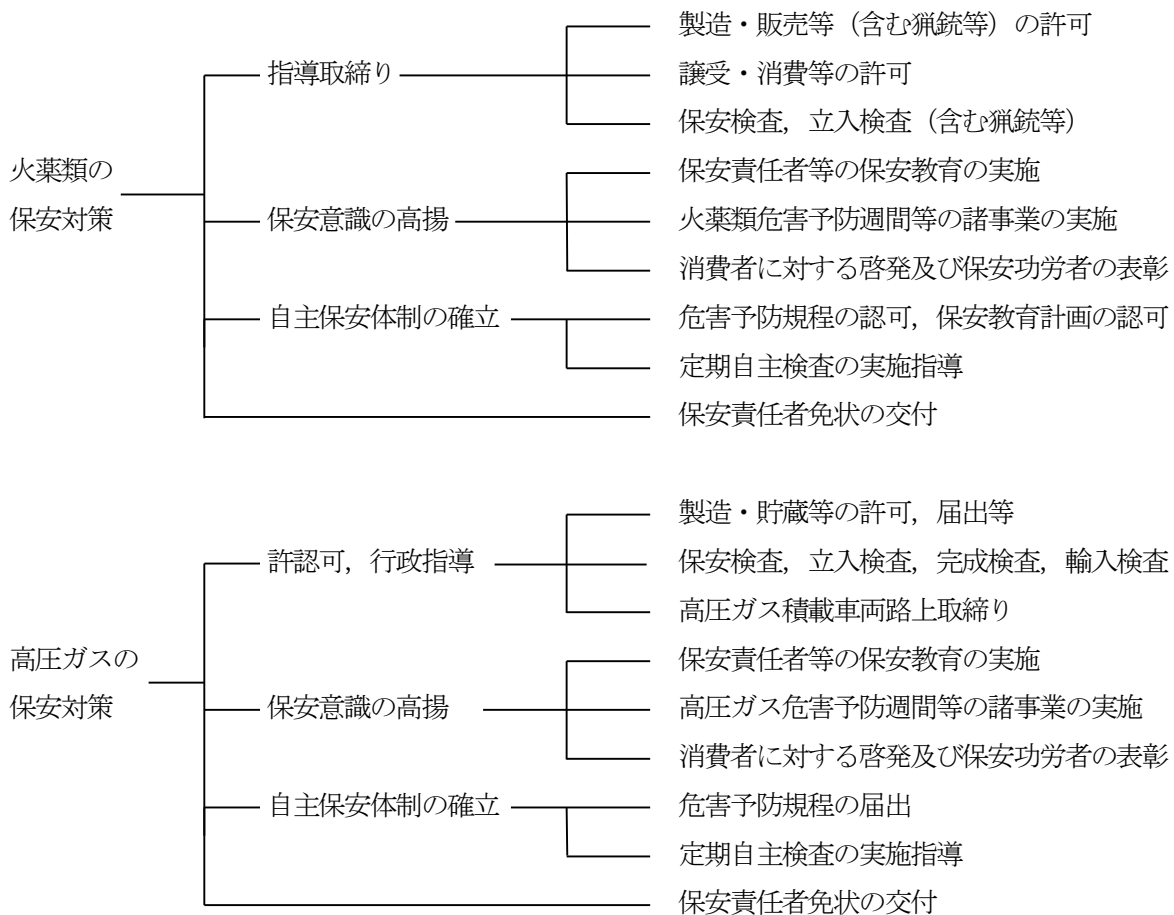 製造・販売等（含む猟銃等）の許可
指導取締り
譲受・消費等の許可
保安検査，立入検査（含む猟銃等）
火薬類の
保安対策
保安責任者等の保安教育の実施
保安意識の高揚
火薬類危害予防週間等の諸事業の実施
消費者に対する啓発及び保安功労者の表彰
自主保安体制の確立
危害予防規程の認可，保安教育計画の認可
定期自主検査の実施指導
保安責任者免状の交付
製造・貯蔵等の許可，届出等
許認可，行政指導
保安検査，立入検査，完成検査，輸入検査
高圧ガス積載車両路上取締り
高圧ガスの
保安対策
保安責任者等の保安教育の実施
保安意識の高揚
高圧ガス危害予防週間等の諸事業の実施
消費者に対する啓発及び保安功労者の表彰
自主保安体制の確立
危害予防規程の届出
定期自主検査の実施指導
保安責任者免状の交付